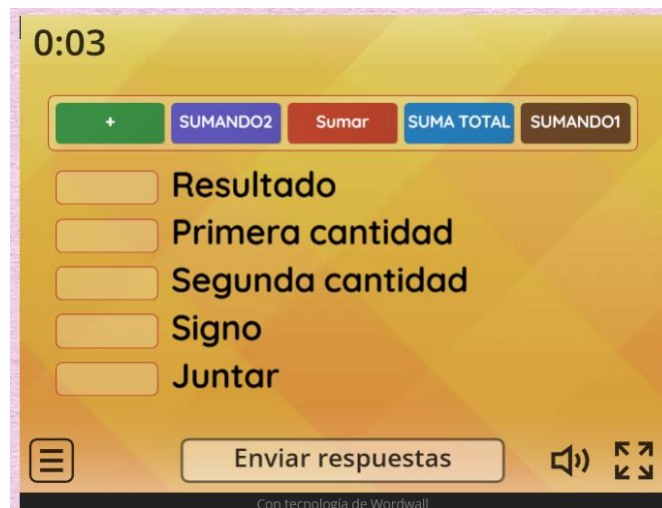 0:03
+ SUMANDO2 Sumar SUMA TOTAL SUMANDO1
Resultado
Primera cantidad
Segunda cantidad
Signo
Juntar
Enviar respuestas
Con tecnología de Wordwall